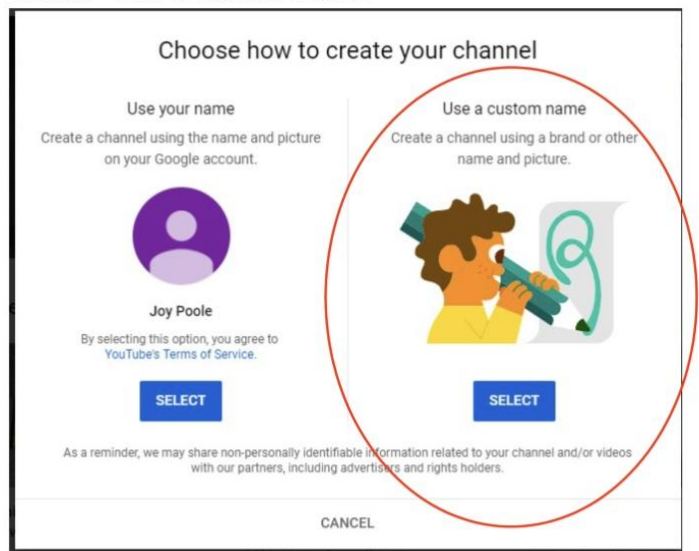 Choose how to create your channel
Use your name
Create a channel using the name and picture
on your Google account.
Joy Poole
By selecting this option, you agree to
YouTube's Terms of Service.
SELECT
Use a custom name
Create a channel using a brand or other
name and picture.
SELECT
As a reminder, we may share non-personally identifiable information related to your channel and/or videos
with our partners, including advertisers and rights holders.
CANCEL